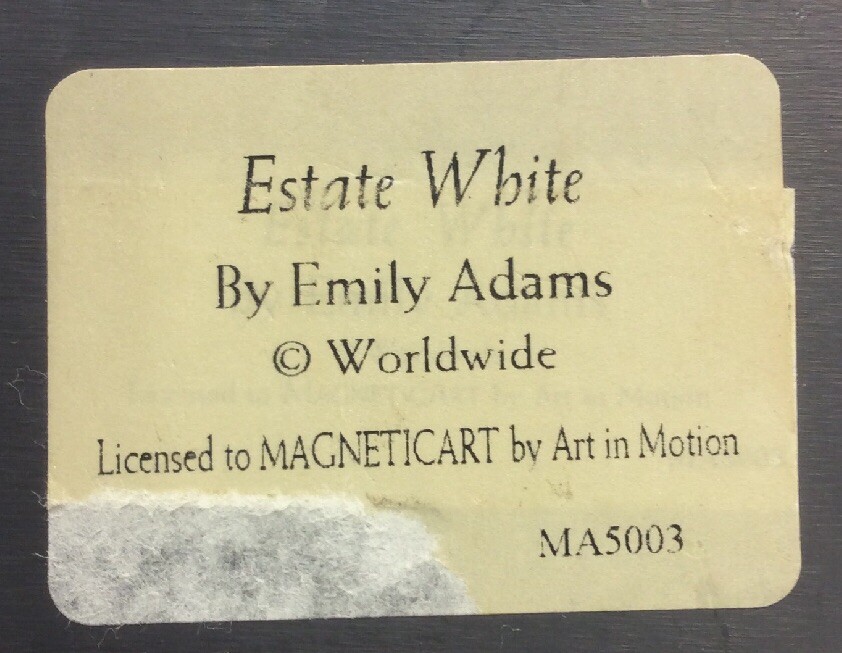 Estate White
By Emily Adams
© Worldwide
Licensed to MAGNETICART by Art in Motion
MA5003